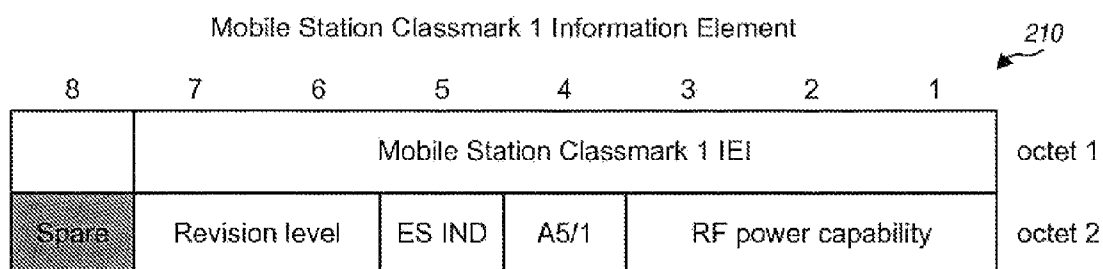 Mobile Station Classmark 1 Information Element
210
8 7 6 5 4 3 2 1
Mobile Station Classmark 1 IEI octet 1
Spare Revision level ES IND A5/1 RF power capability octet 2